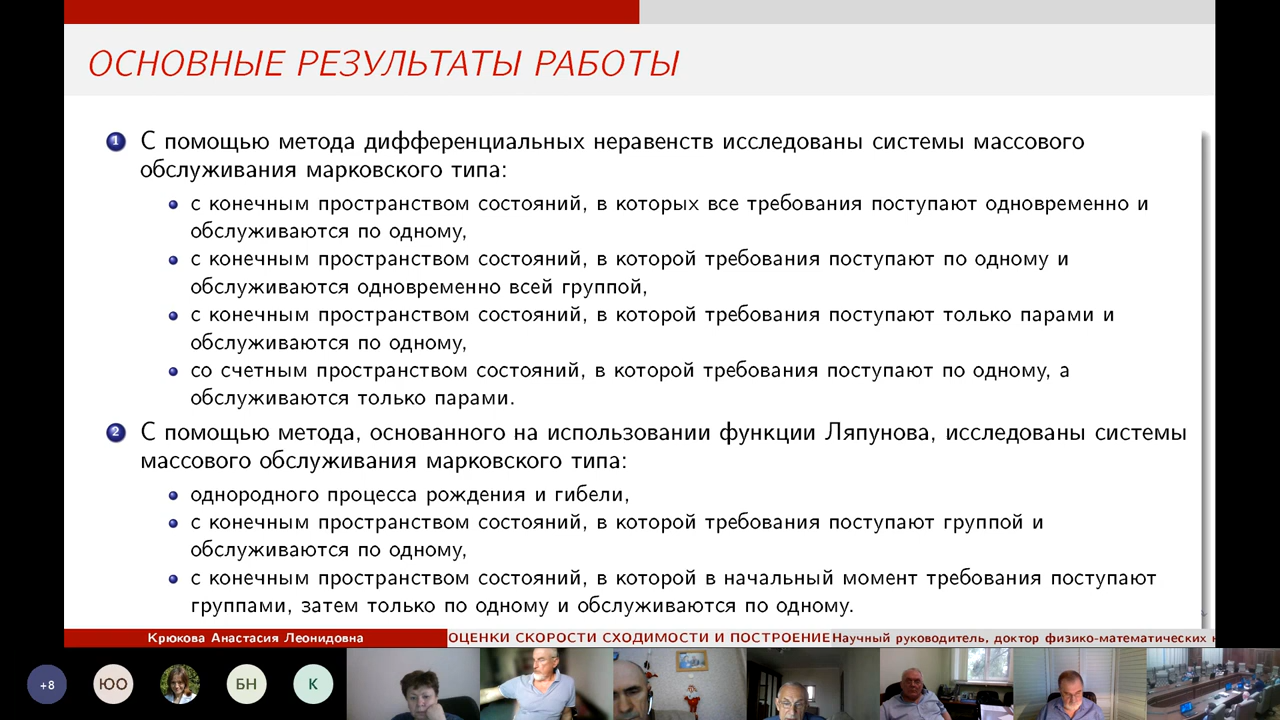 ОСНОВНЫЕ РЕЗУЛЬТАТЫ РАБОТЫ
1 С помощью метода дифференциальных неравенств исследованы системы массового
обслуживания марковского типа:
с конечным пространством состояний, в которых все требования поступают одновременно и
обслуживаются по одному,
с конечным пространством состояний, в которой требования поступают по одному и
обслуживаются одновременно всей группой,
с конечным пространством состояний, в которой требования поступают только парами и
обслуживаются по одному,
со счетным пространством состояний, в которой требования поступают по одному, а
обслуживаются только парами.
2 С помощью метода, основанного на использовании функции Ляпунова, исследованы системы
массового обслуживания марковского типа:
однородного процесса рождения и гибели,
с конечным пространством состояний, в которой требования поступают группой и
обслуживаются по одному,
с конечным пространством состояний, в которой в начальный момент требования поступают
группами, затем только по одному и обслуживаются по одному.
Крюкова Анастасия Леонидовна ОЦЕНКИ СКОРОСТИ СХОДИМОСТИ И ПОСТРОЕНИЕ Научный руководитель, доктор физико-математических
+8 ЮО БН К